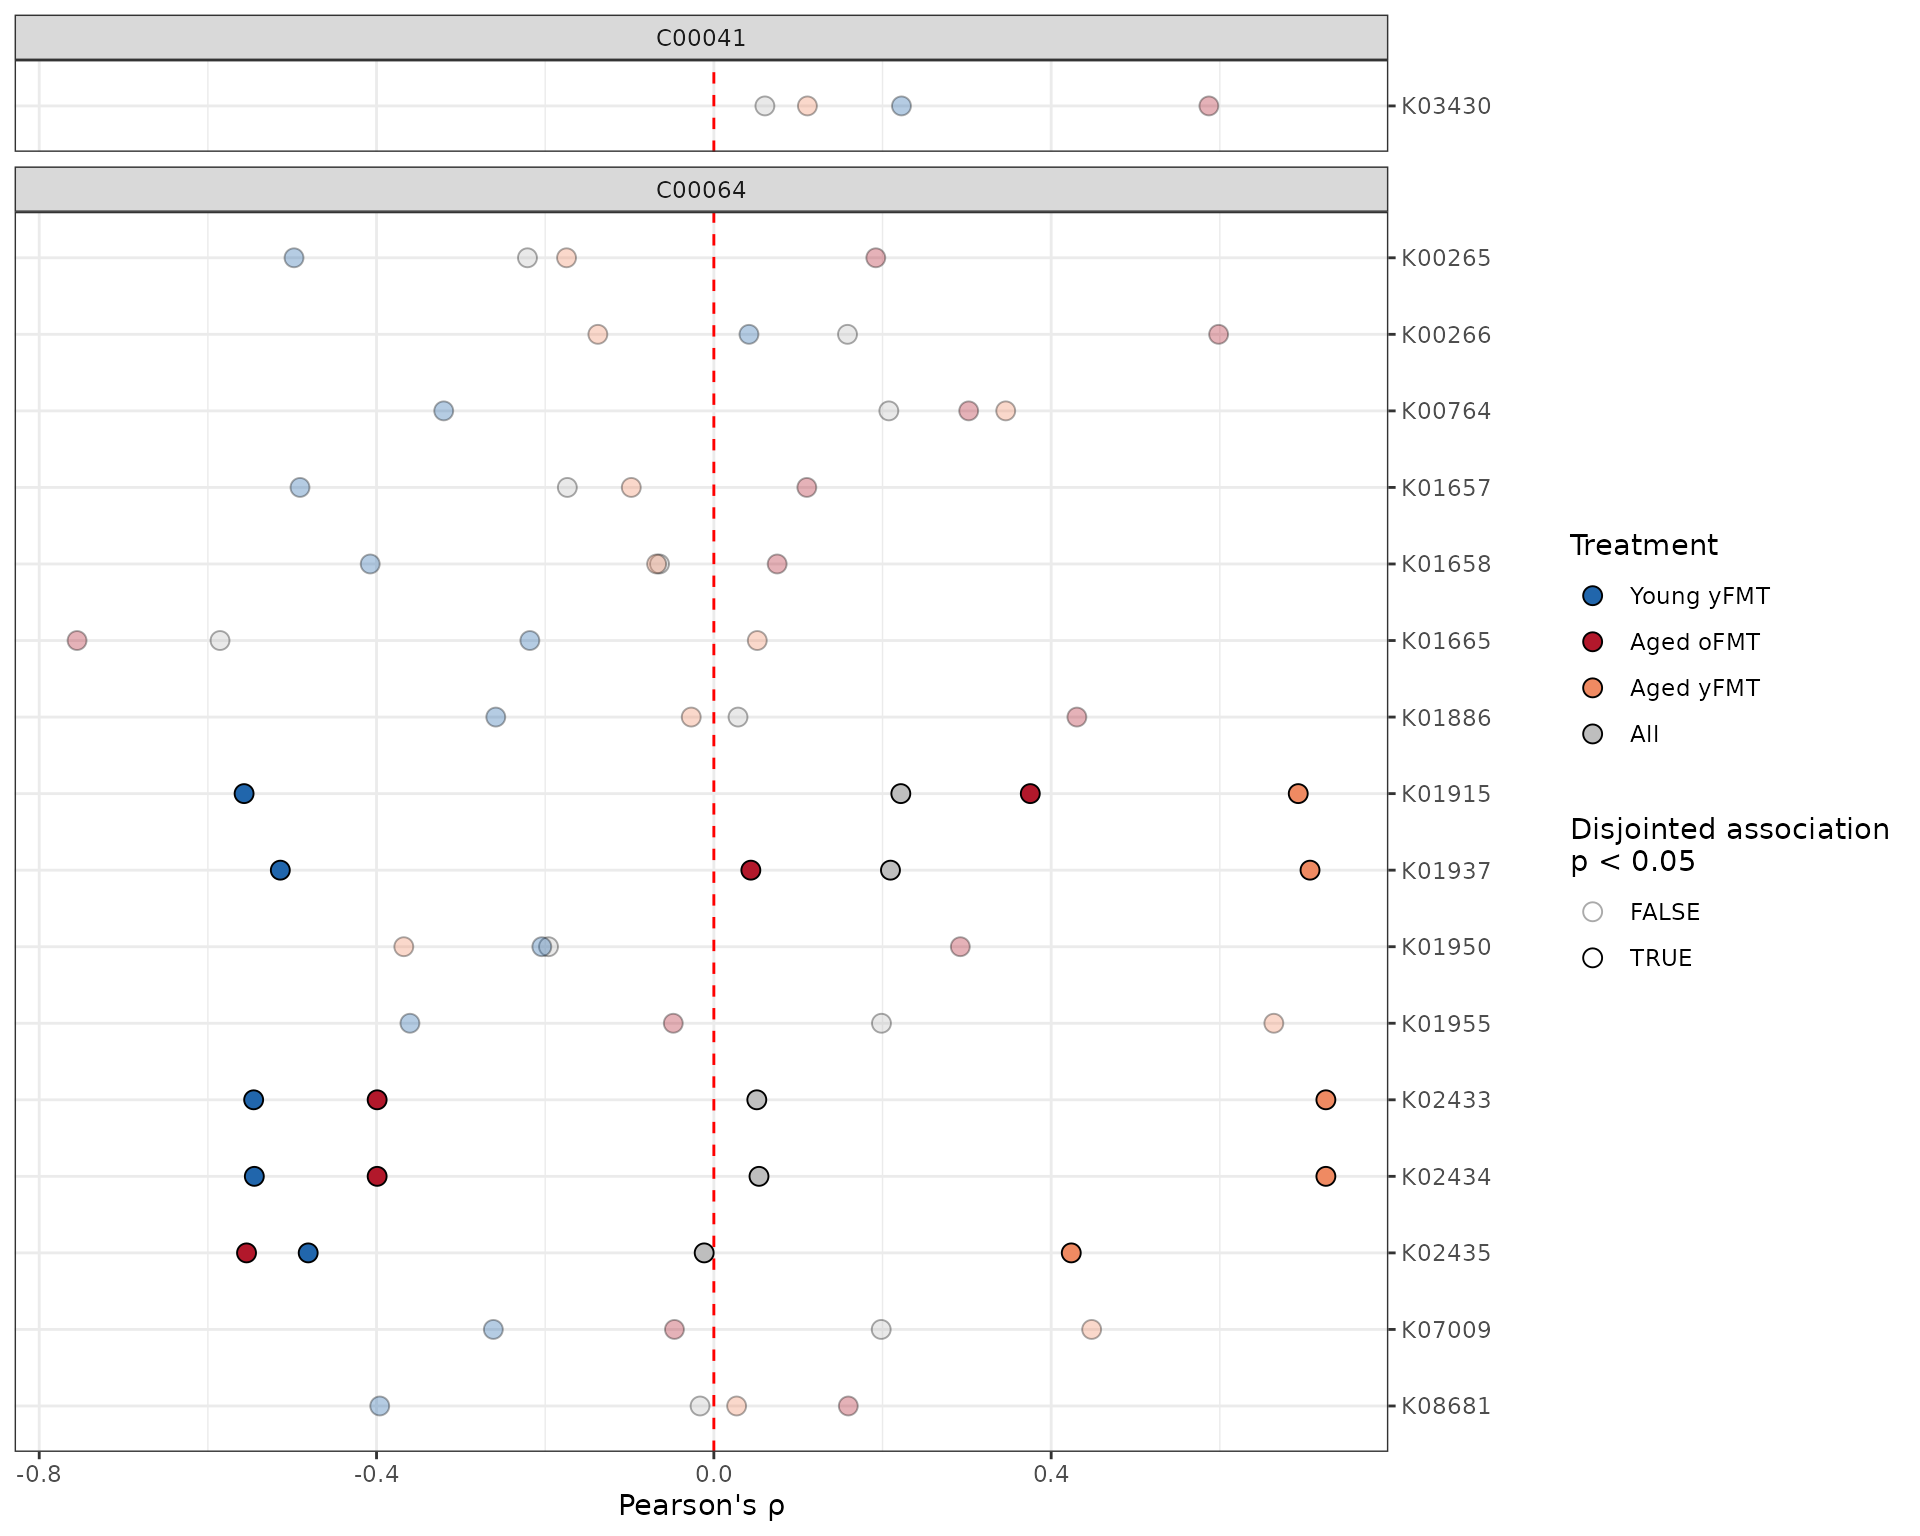 C00041
K03430
C00064
K00265
K00266
K00764
K01657
K01658
K01665
K01886
K01915
K01937
K01950
K01955
K02433
K02434
K02435
K07009
K08681
-0.8 -0.4 0.0 0.4
Pearson's ρ
Treatment
Young yFMT
Aged oFMT
Aged yFMT
All
Disjointed association
p < 0.05
FALSE
TRUE